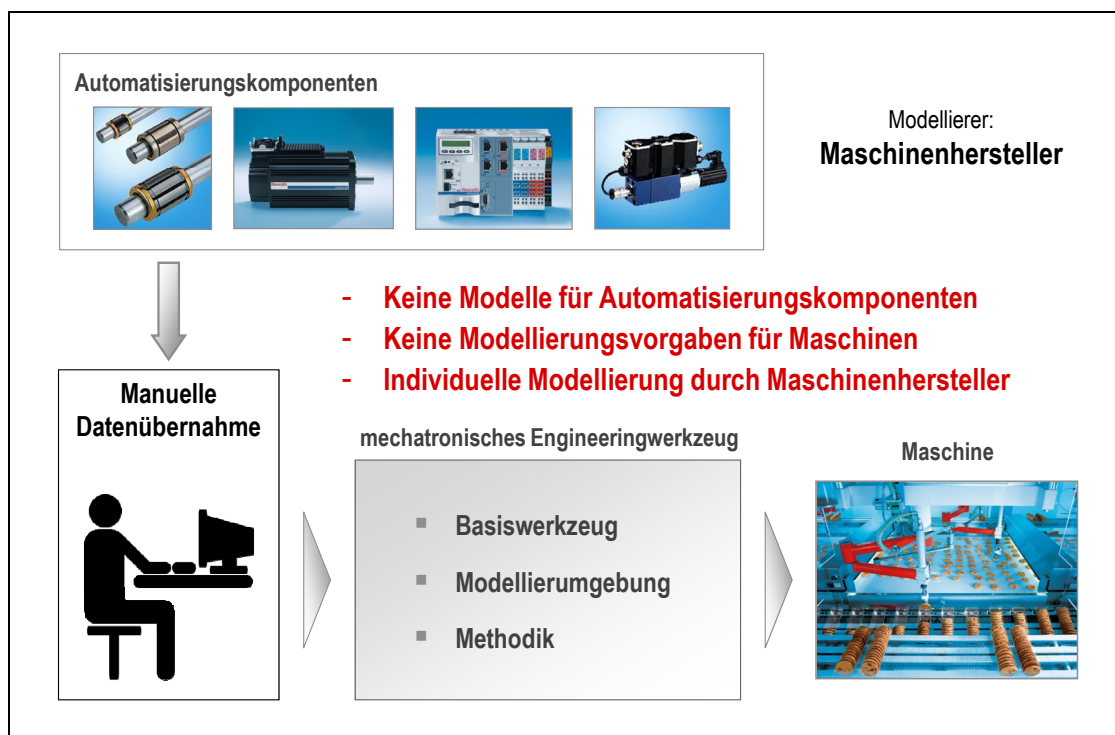 Automatisierungskomponenten
Modellierer:
Maschinenhersteller
- Keine Modelle für Automatisierungskomponenten
- Keine Modellierungsvorgaben für Maschinen
- Individuelle Modellierung durch Maschinenhersteller
Manuelle
Datenübernahme
mechatronisches Engineeringwerkzeug
▪ Basiswerkzeug
▪ Modellierumgebung
▪ Methodik
Maschine